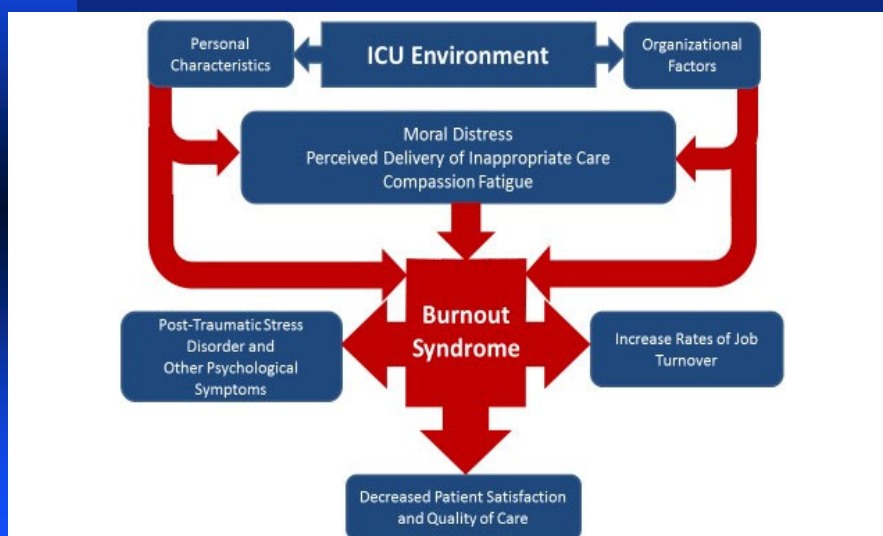 Personal
Characteristics
ICU Environment
Organizational
Factors
Moral Distress
Perceived Delivery of Inappropriate Care
Compassion Fatigue
Burnout
Syndrome
Post-Traumatic Stress
Disorder and
Other Psychological
Symptoms
Increase Rates of Job
Turnover
Decreased Patient Satisfaction
and Quality of Care